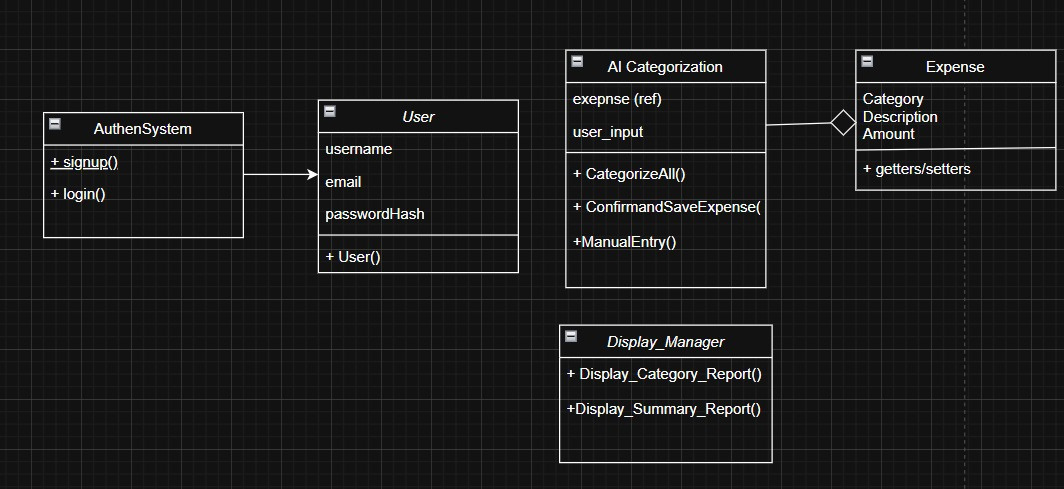 AuthenSystem
+ signup()
+ login()
User
username
email
passwordHash
+ User()
AI Categorization
exepnse (ref)
user_input
+ CategorizeAll()
+ ConfirmandSaveExpense(
+ManualEntry()
Expense
Category
Description
Amount
+ getters/setters
Display_Manager
+ Display_Category_Report()
+Display_Summary_Report()